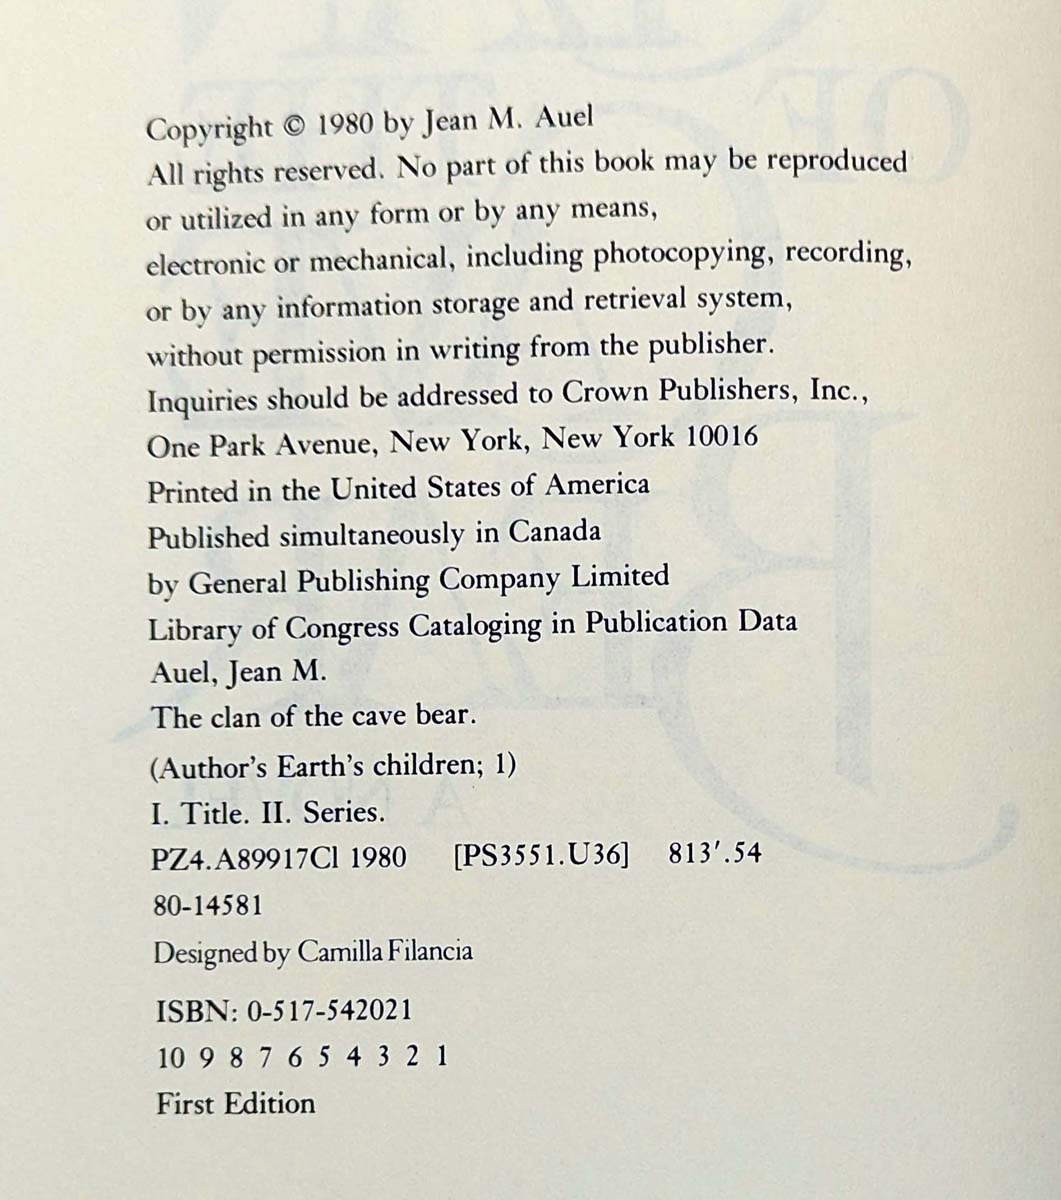 Copyright © 1980 by Jean M. Auel
All rights reserved. No part of this book may be reproduced
or utilized in any form or by any means,
electronic or mechanical, including photocopying, recording,
or by any information storage and retrieval system,
without permission in writing from the publisher.
Inquiries should be addressed to Crown Publishers, Inc.,
One Park Avenue, New York, New York 10016
Printed in the United States of America
Published simultaneously in Canada
by General Publishing Company Limited
Library of Congress Cataloging in Publication Data
Auel, Jean M.
The clan of the cave bear.
(Author's Earth's children; 1)
I. Title. II. Series.
PZ4.A89917Cl 1980 [PS3551.U36] 813′.54
80-14581
Designed by Camilla Filancia
ISBN: 0-517-542021
10 9 8 7 6 5 4 3 2 1
First Edition